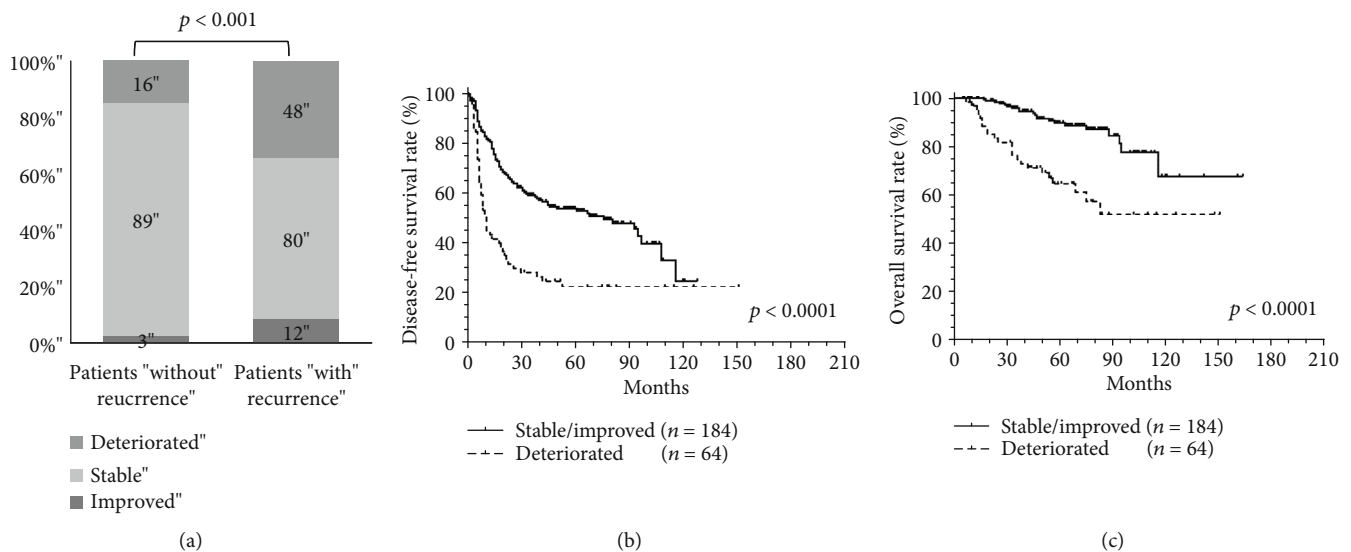 p < 0.001
100%"
80%"
60%"
40%"
20%"
0%"
16"
89"
3"
48"
80"
12"
Patients "without"
reucrrence"
Patients "with"
recurrence"
Deteriorated"
Stable"
Improved"
(a)
Disease-free survival rate (%)
100
80
60
40
20
0
0 30 60 90 120 150 180 210
Months
p < 0.0001
Stable/improved (n = 184)
Deteriorated (n = 64)
(b)
Overall survival rate (%)
100
80
60
40
20
0
0 30 60 90 120 150 180 210
Months
p < 0.0001
Stable/improved (n = 184)
Deteriorated (n = 64)
(c)